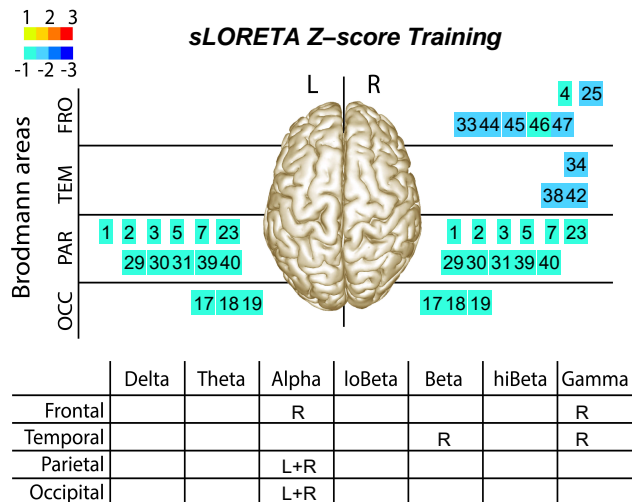 1 2 3
-1 -2 -3
sLORETA Z–score Training
L R
Brodmann areas
FRO
4 25
33 44 45 46 47
TEM
34
38 42
PAR
1 2 3 5 7 23 1 2 3 5 7 23
29 30 31 39 40 29 30 31 39 40
OCC
17 18 19 17 18 19
Delta Theta Alpha loBeta Beta hiBeta Gamma
Frontal R R
Temporal R R
Parietal L+R
Occipital L+R